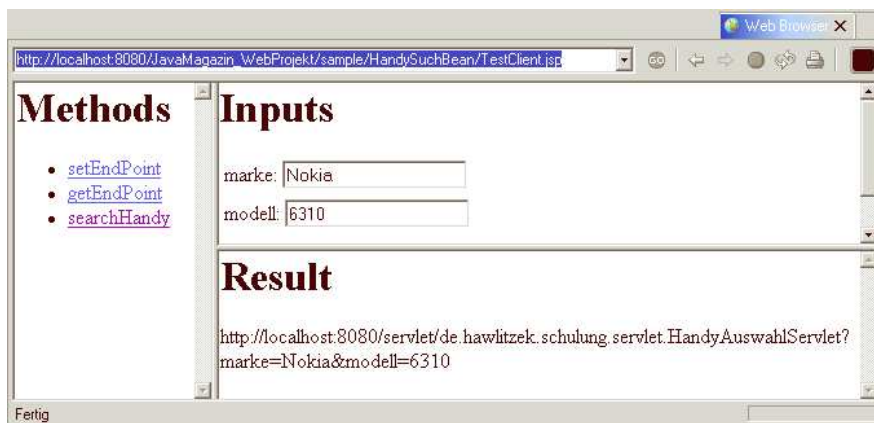 Web Browser
http://localhost:8080/JavaMagazin_WebProjekt/sample/HandySuchBean/TestClient.jsp
GO
Methods
setEndPoint
getEndPoint
searchHandy
Inputs
marke: Nokia
modell: 6310
Result
http://localhost:8080/servlet/de.hawlitzek.schulung.servlet.HandyAuswahlServlet?
marke=Nokia&modell=6310
Fertig